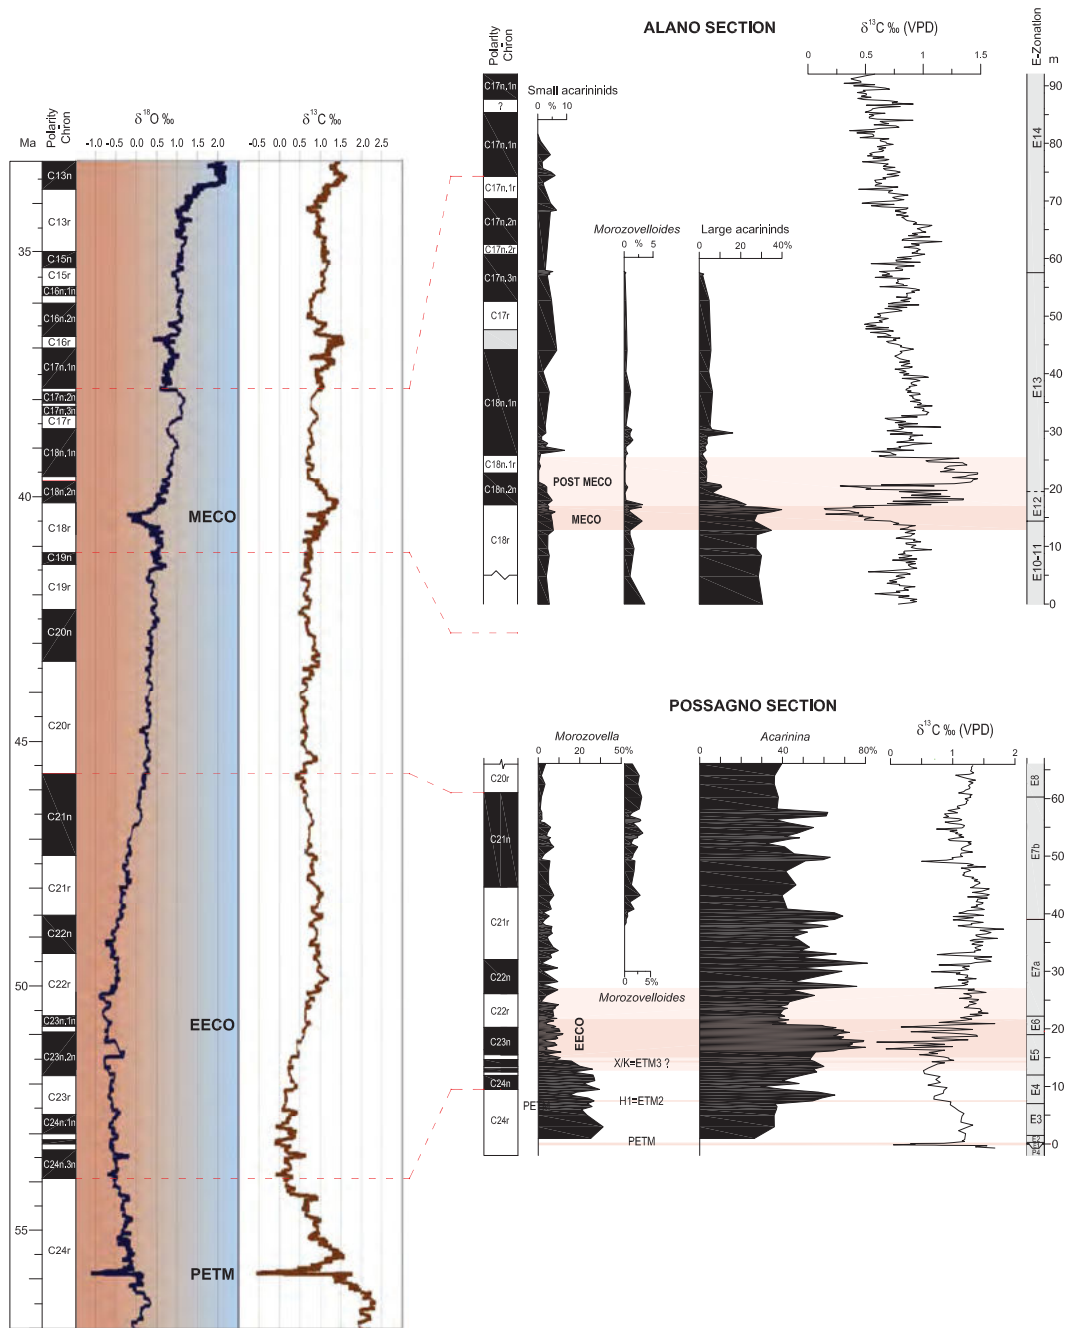 ALANO SECTION
δ¹³C ‰ (VPD)
0 0.5 1 1.5
E-Zonation
m
Polarity
Chron
Small acarininids
0 % 10
Morozovelloides
0 % 5
Large acarininds
0 20 40%
C17n,1n
?
C17n,1n
C17n,1r
C17n,2n
C17n,2r
C17n,3n
C17r
C18n,1n
C18n,1r
C18n,2n
C18r
POST MECO
MECO
E14
E13
E12
E10-11
90
80
70
60
50
40
30
20
10
0
Ma
Polarity
Chron
δ¹⁸O ‰
-1.0 -0.5 0.0 0.5 1.0 1.5 2.0
δ¹³C ‰
-0.5 0.0 0.5 1.0 1.5 2.0 2.5
35
40
45
50
55
C13n
C13r
C15n
C15r
C16n,1n
C16n,2n
C16r
C17n,1n
C17n,2n
C17n,3n
C17r
C18n,1n
C18n,2n
C18r
C19n
C19r
C20n
C20r
C21n
C21r
C22n
C22r
C23n,1n
C23n,2n
C23r
C24n,1n
C24n,3n
C24r
MECO
EECO
PETM
POSSAGNO SECTION
Morozovella
0 20 50%
Acarinina
0 40 80%
δ¹³C ‰ (VPD)
0 1 2
C20r
C21n
C21r
C22n
C22r
C23n
C24n
C24r
0 5%
Morozovelloides
EECO
X/K=ETM3 ?
H1=ETM2
PETM
E8
E7b
E7a
E6
E5
E4
E3
E2
60
50
40
30
20
10
0